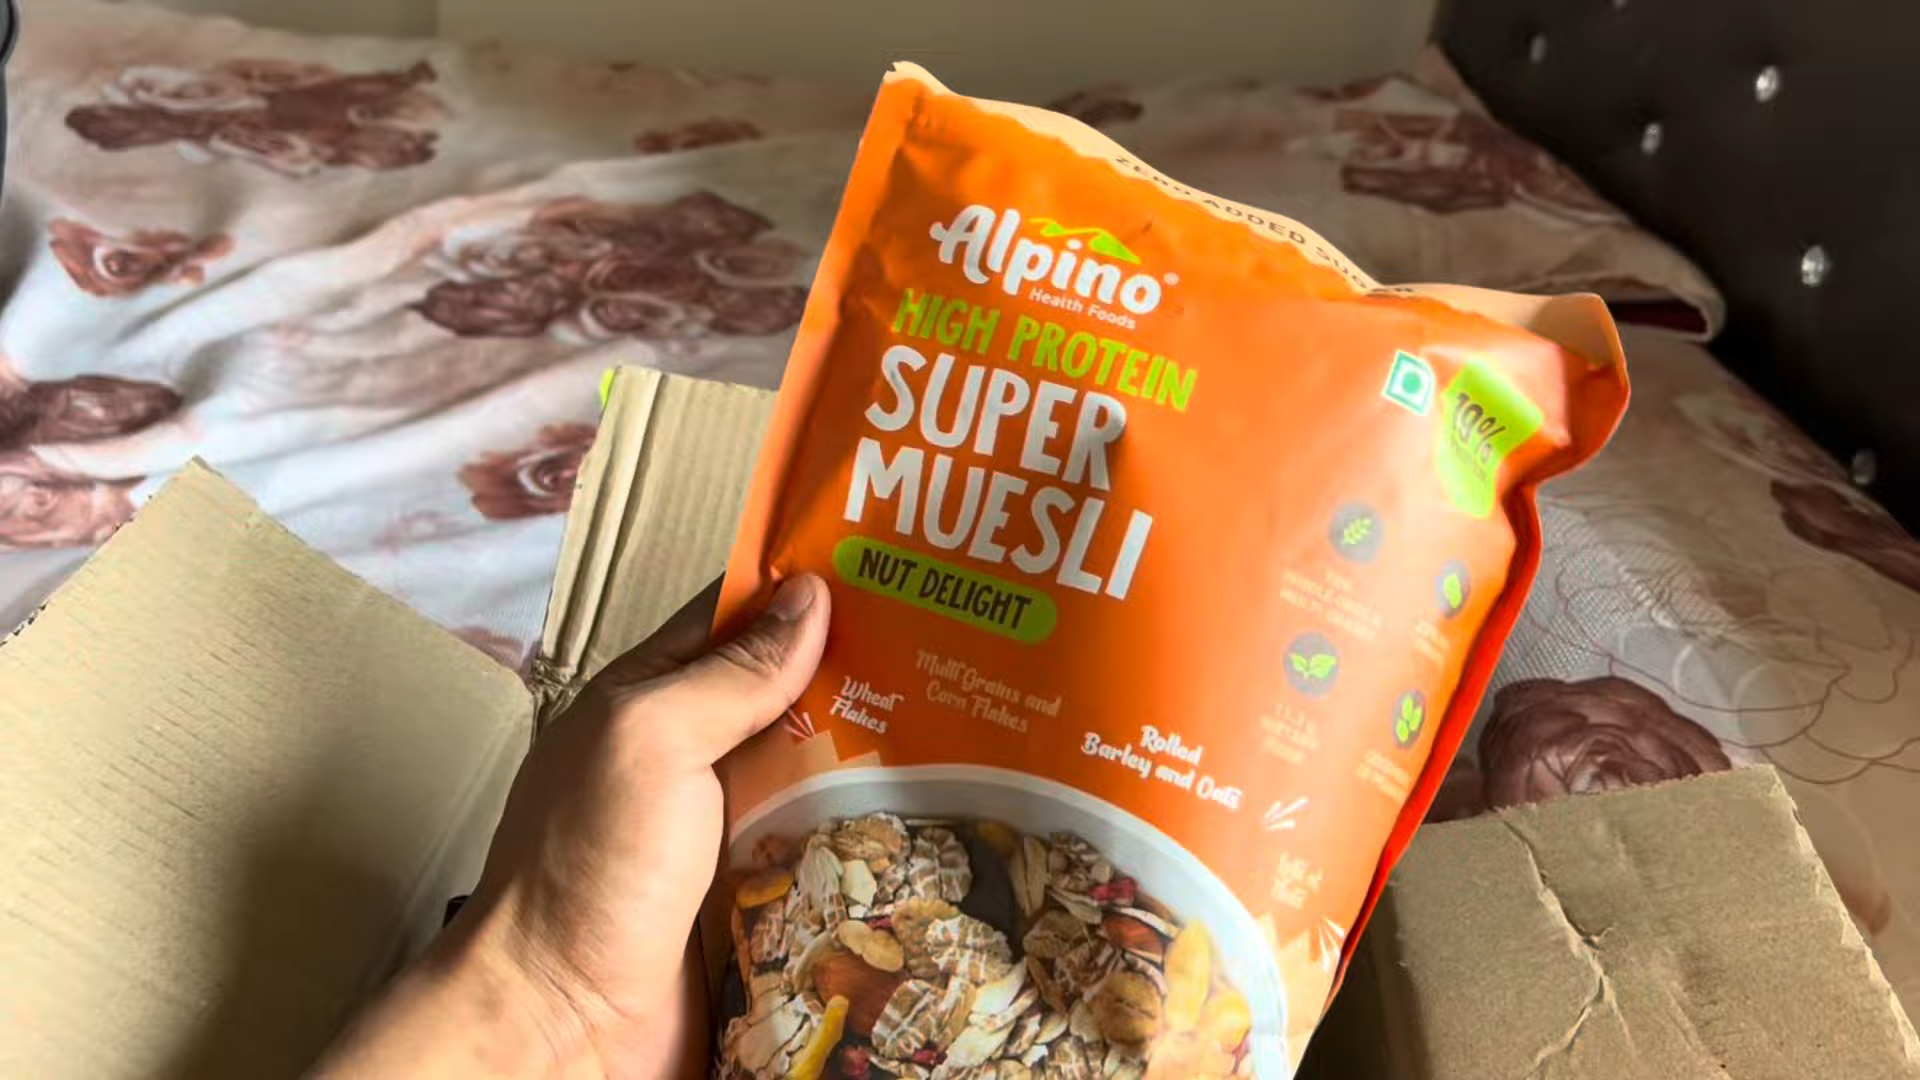 ZERO ADDED SUGAR
Alpino
Health Foods
HIGH PROTEIN
SUPER
MUESLI
NUT DELIGHT
19%
Multi Grains and
Corn Flakes
Wheat
Flakes
Rolled
Barley and Oats